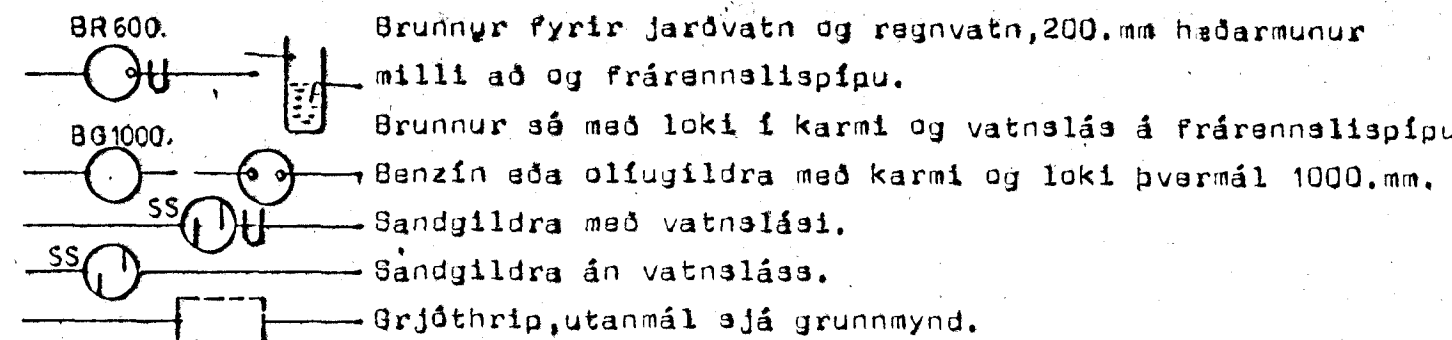 BR600.
Brunnur fyrir jarðvatn og regnvatn,200.mm hæðarmunur
milli að og frárennslispípu.
BG1000.
Brunnur sá með loki í karmi og vatnslás á frárennslispípu
Benzín eða olíugildra með karmi og loki þvermál 1000.mm.
SS
Sandgildra með vatnslási.
SS
Sandgildra án vatnsláss.
Grjóthrip,utanmál sjá grunnmynd.